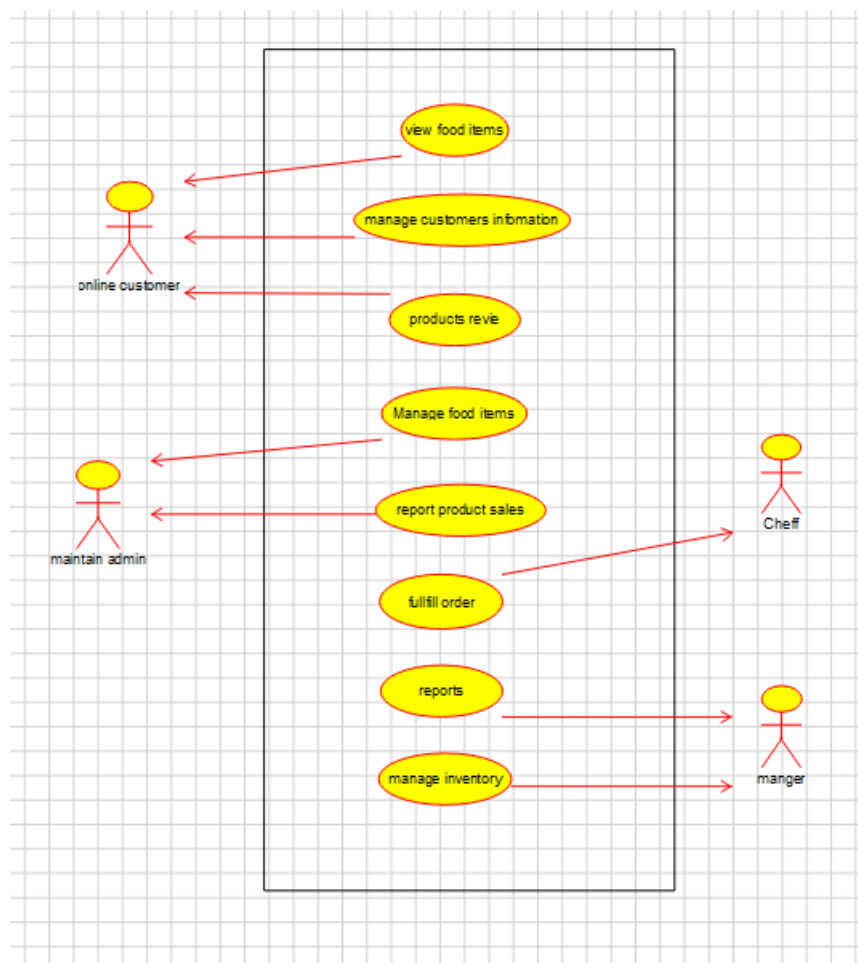 view food items
manage customers infomation
online customer
products revie
Manage food items
report product sales
maintain admin
Cheff
fullfill order
reports
manage inventory
manger